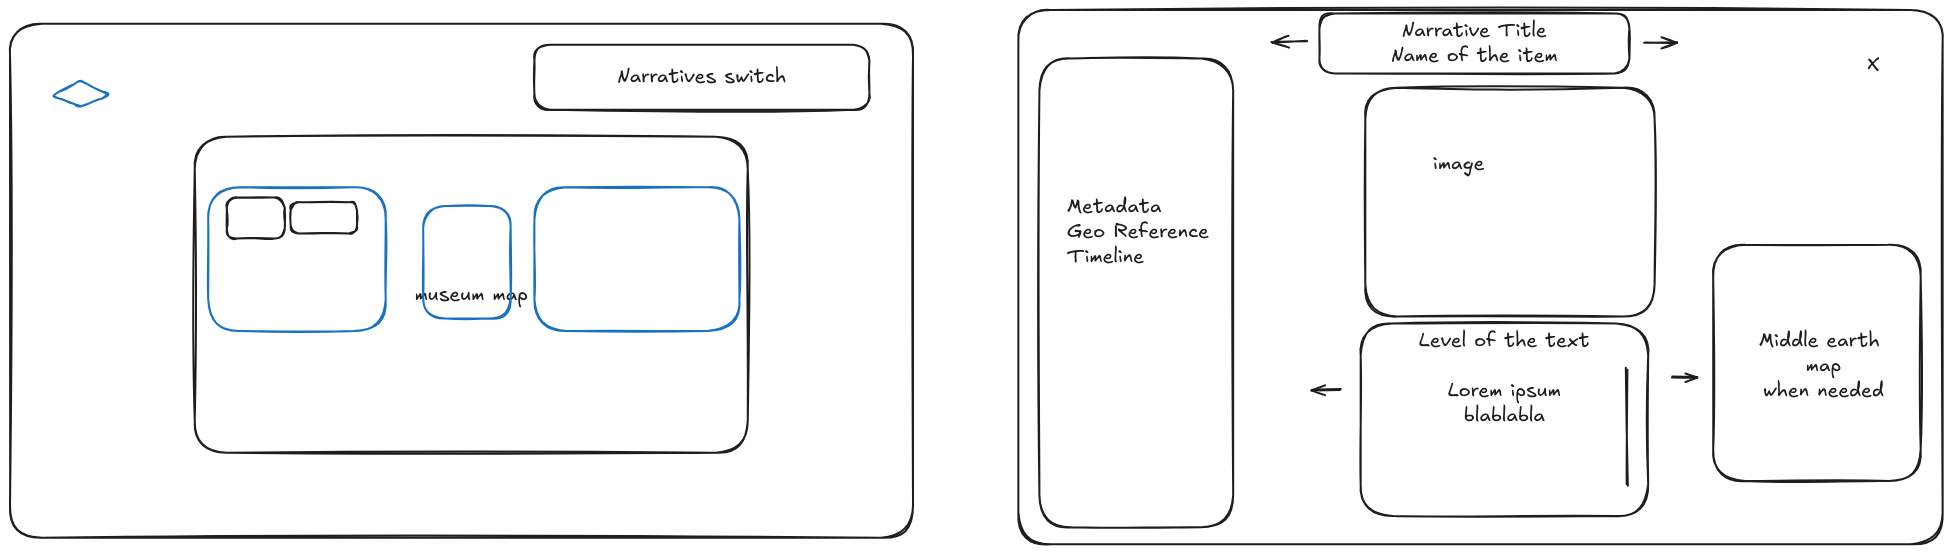 Narratives switch
museum map
Narrative Title
Name of the item
x
Metadata
Geo Reference
Timeline
image
Level of the text
Lorem ipsum
blablabla
Middle earth
map
when needed